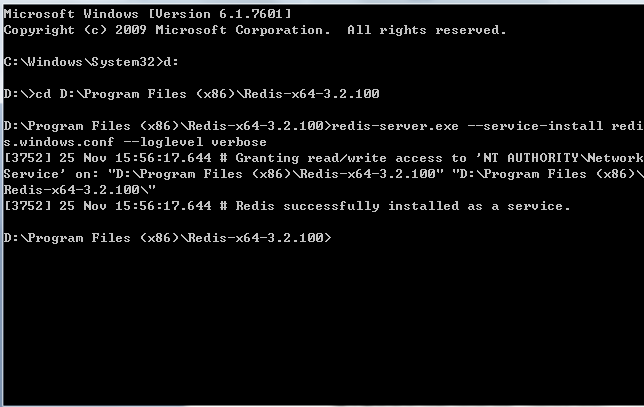 Microsoft Windows [Version 6.1.7601]
Copyright (c) 2009 Microsoft Corporation.  All rights reserved.
C:\Windows\System32>d:
D:\>cd D:\Program Files (x86)\Redis-x64-3.2.100
D:\Program Files (x86)\Redis-x64-3.2.100>redis-server.exe --service-install redi
s.windows.conf --loglevel verbose
[3752] 25 Nov 15:56:17.644 # Granting read/write access to 'NT AUTHORITY\Network
Service' on: "D:\Program Files (x86)\Redis-x64-3.2.100" "D:\Program Files (x86)\
Redis-x64-3.2.100\"
[3752] 25 Nov 15:56:17.644 # Redis successfully installed as a service.
D:\Program Files (x86)\Redis-x64-3.2.100>